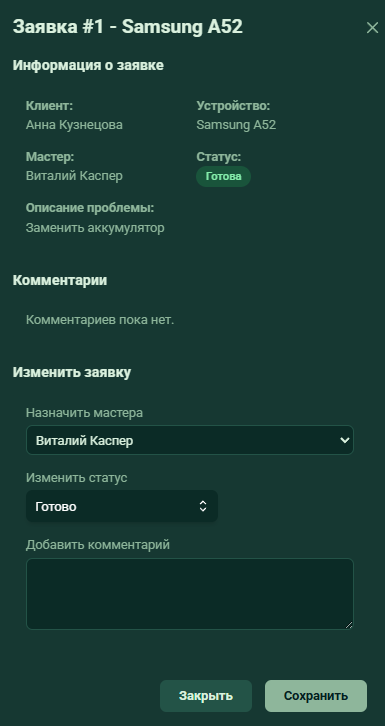 Заявка #1 - Samsung A52
Информация о заявке
Клиент: Устройство:
Анна Кузнецова Samsung A52
Мастер: Статус:
Виталий Каспер Готова
Описание проблемы:
Заменить аккумулятор
Комментарии
Комментариев пока нет.
Изменить заявку
Назначить мастера
Виталий Каспер
Изменить статус
Готово
Добавить комментарий
Закрыть Сохранить